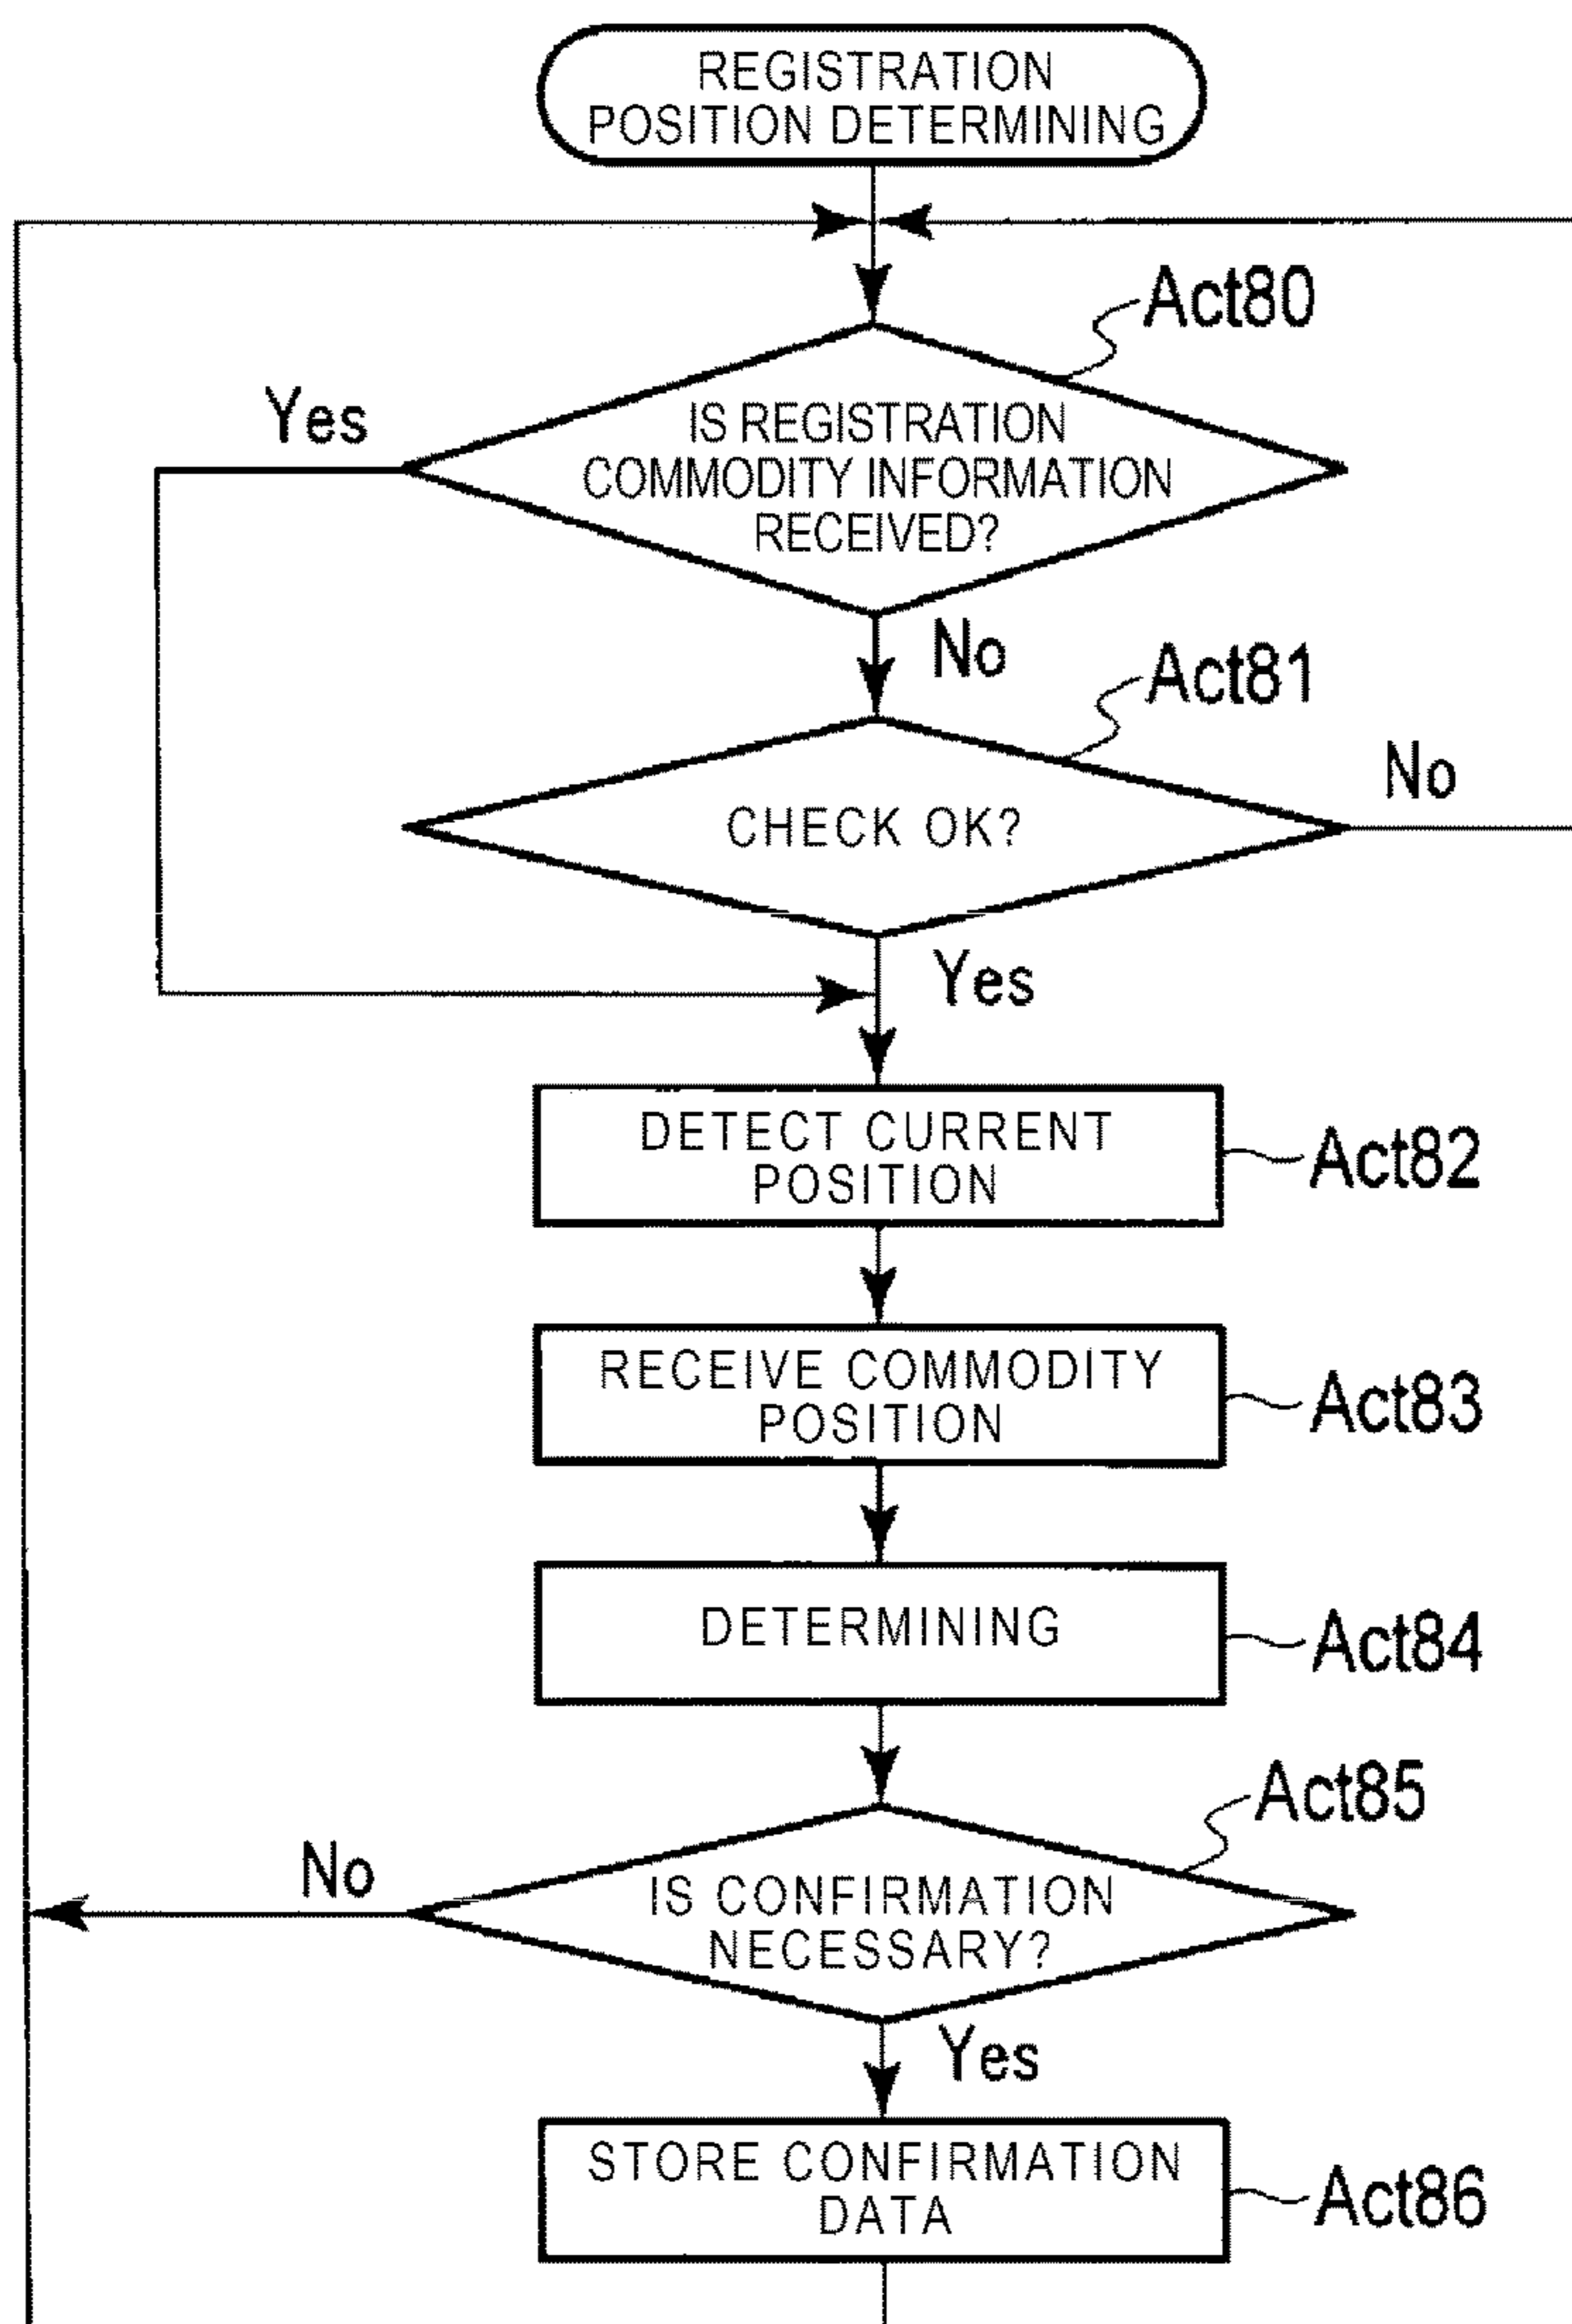 REGISTRATION
POSITION DETERMINING
Act80
Yes
IS REGISTRATION
COMMODITY INFORMATION
RECEIVED?
No
Act81
No
CHECK OK?
Yes
DETECT CURRENT
POSITION
Act82
RECEIVE COMMODITY
POSITION
Act83
DETERMINING
Act84
Act85
No
IS CONFIRMATION
NECESSARY?
Yes
STORE CONFIRMATION
DATA
Act86